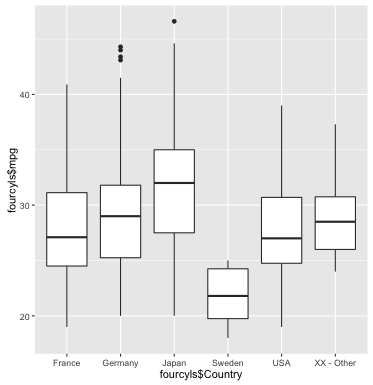 fourcyls$mpg
40
30
20
France Germany Japan Sweden USA XX - Other
fourcyls$Country